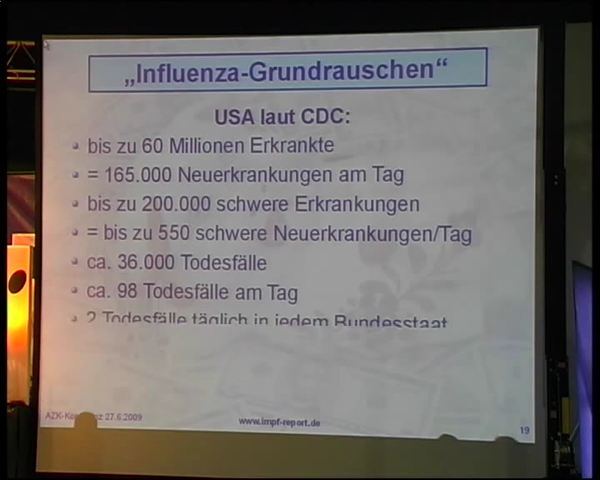 „Influenza-Grundrauschen“
USA laut CDC:
bis zu 60 Millionen Erkrankte
= 165.000 Neuerkrankungen am Tag
bis zu 200.000 schwere Erkrankungen
= bis zu 550 schwere Neuerkrankungen/Tag
ca. 36.000 Todesfälle
ca. 98 Todesfälle am Tag
2 Todesfälle täglich in jedem Bundesstaat
AZK- 27.6.2009
www.impf-report.de
19